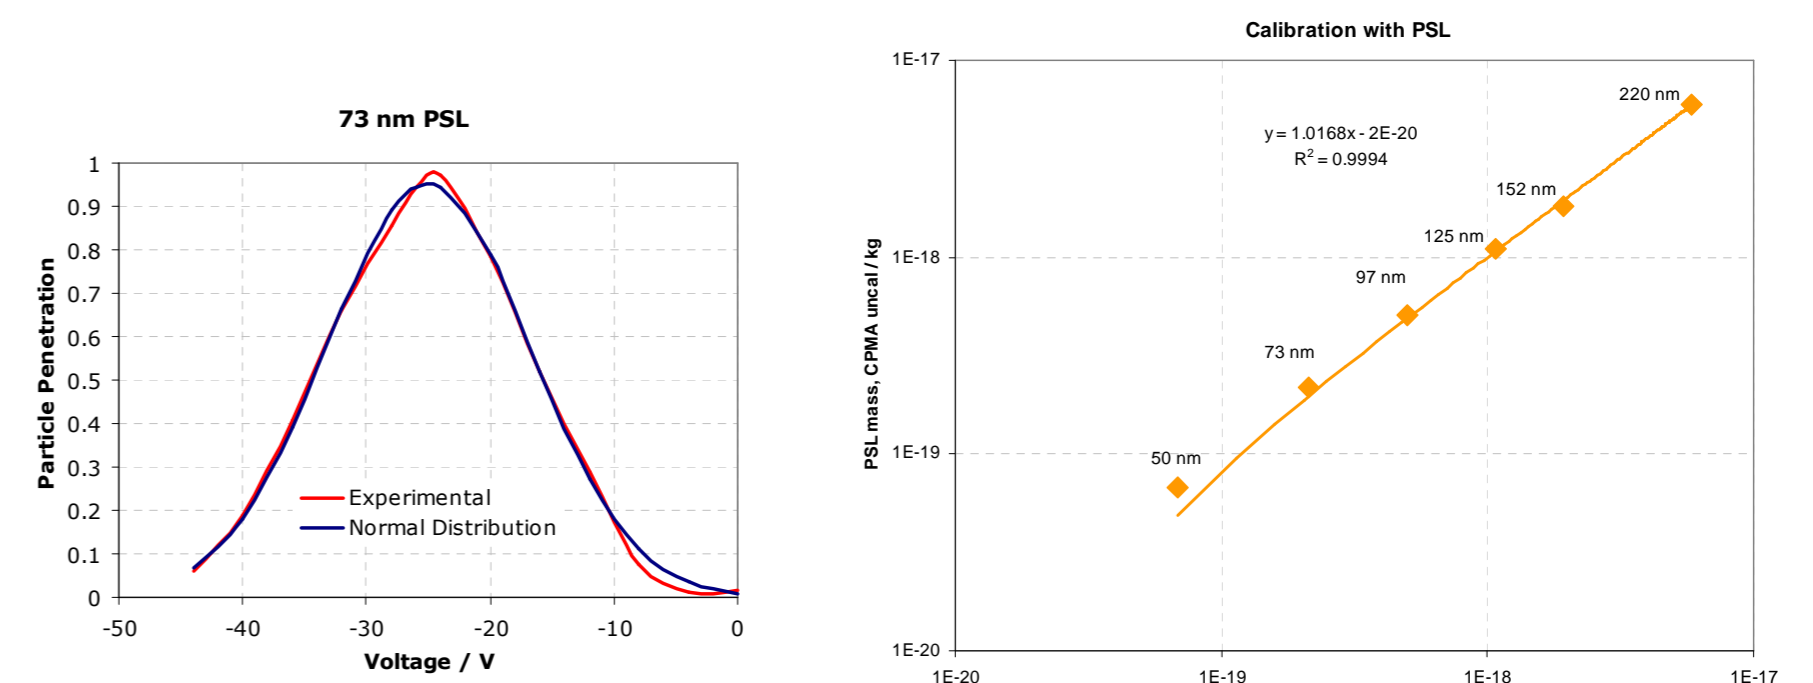 73 nm PSL
1
0.9
0.8
0.7
0.6
0.5
0.4
0.3
0.2
0.1
0
Particle Penetration
Experimental
Normal Distribution
-50 -40 -30 -20 -10 0
Voltage / V
Calibration with PSL
1E-17
1E-18
1E-19
1E-20
PSL mass, CPMA uncal / kg
y = 1.0168x - 2E-20
R² = 0.9994
220 nm
152 nm
125 nm
97 nm
73 nm
50 nm
1E-20 1E-19 1E-18 1E-17